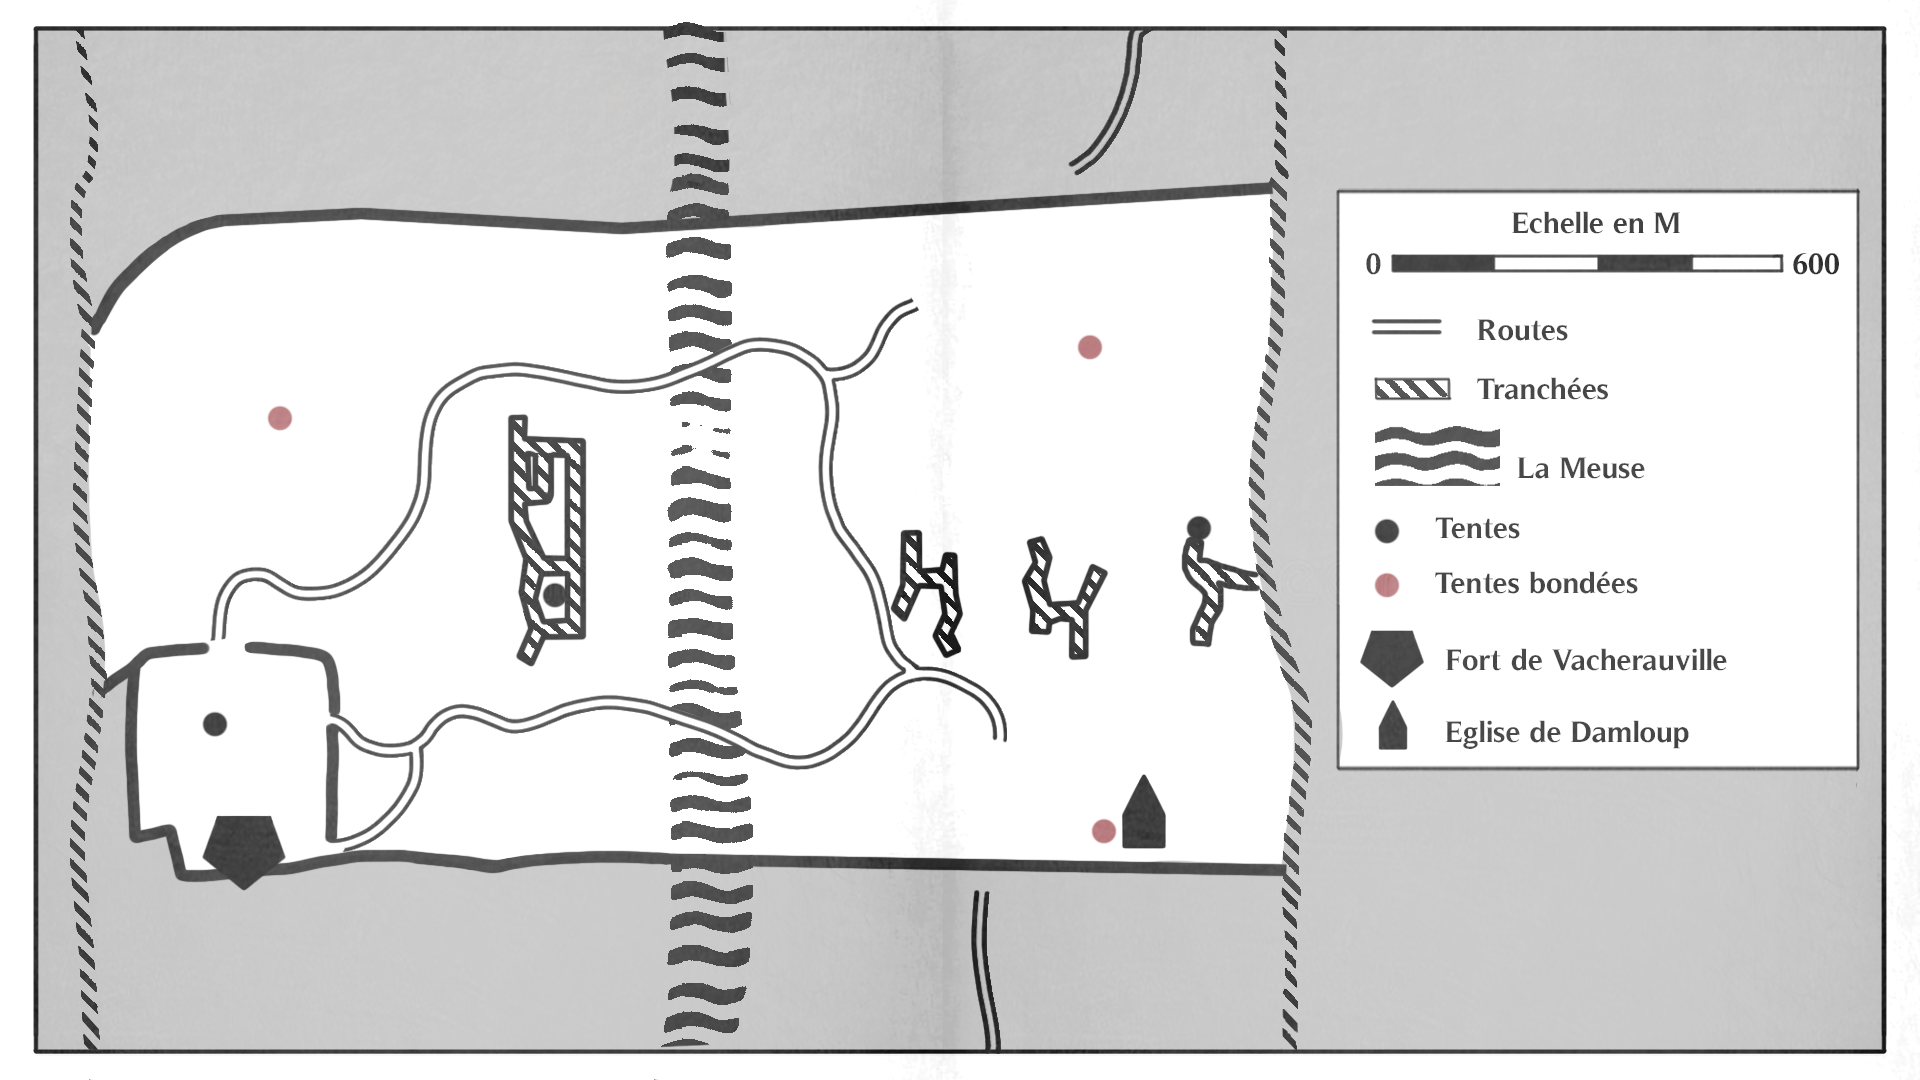 Echelle en M
0 600
Routes
Tranchées
La Meuse
Tentes
Tentes bondées
Fort de Vacherauville
Eglise de Damloup